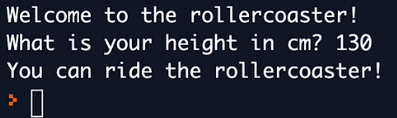 Welcome to the rollercoaster!
What is your height in cm? 130
You can ride the rollercoaster!
>